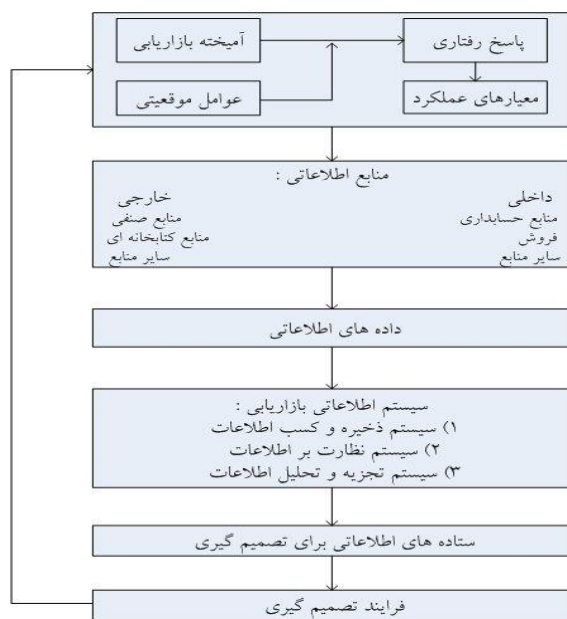 پاسخ رفتاری
آمیخته بازاریابی
معیارهای عملکرد
عوامل موقعیتی
منابع اطلاعاتی :
داخلی
منابع حسابداری
فروش
سایر منابع
خارجی
منابع صنفی
منابع کتابخانه ای
سایر منابع
داده های اطلاعاتی
سیستم اطلاعاتی بازاریابی :
۱) سیستم ذخیره و کسب اطلاعات
۲) سیستم نظارت بر اطلاعات
۳) سیستم تجزیه و تحلیل اطلاعات
ستاده های اطلاعاتی برای تصمیم گیری
فرایند تصمیم گیری